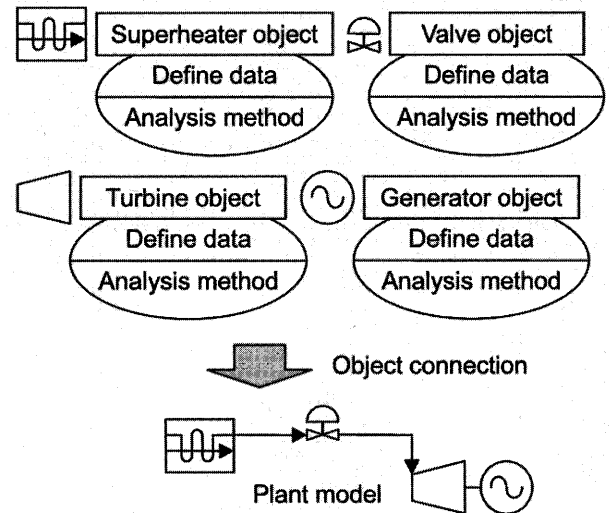 Superheater object
Valve object
Define data
Define data
Analysis method
Analysis method
Turbine object
Generator object
Define data
Define data
Analysis method
Analysis method
Object connection
Plant model